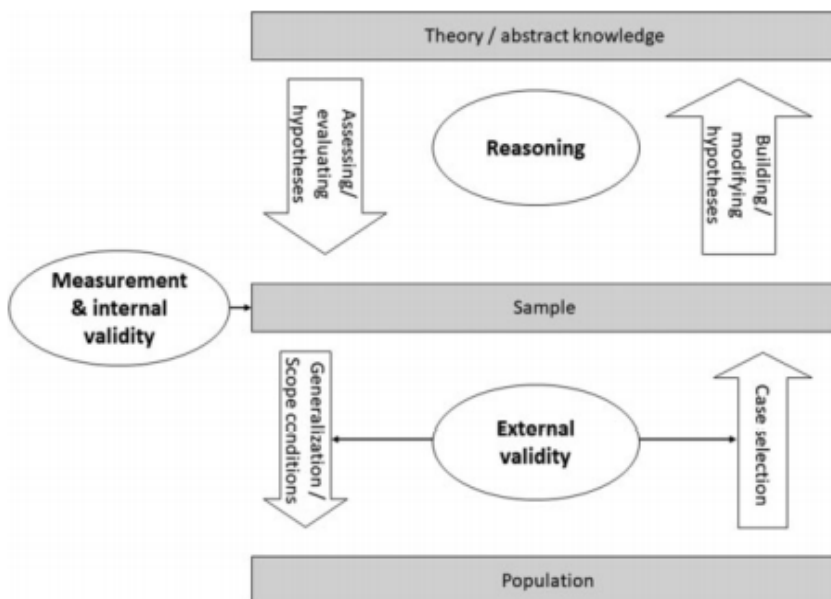 Theory / abstract knowledge
Assessing/
evaluating
hypotheses
Reasoning
Building/
modifying
hypotheses
Measurement
& internal
validity
Sample
Generalization /
Scope conditions
External
validity
Case selection
Population